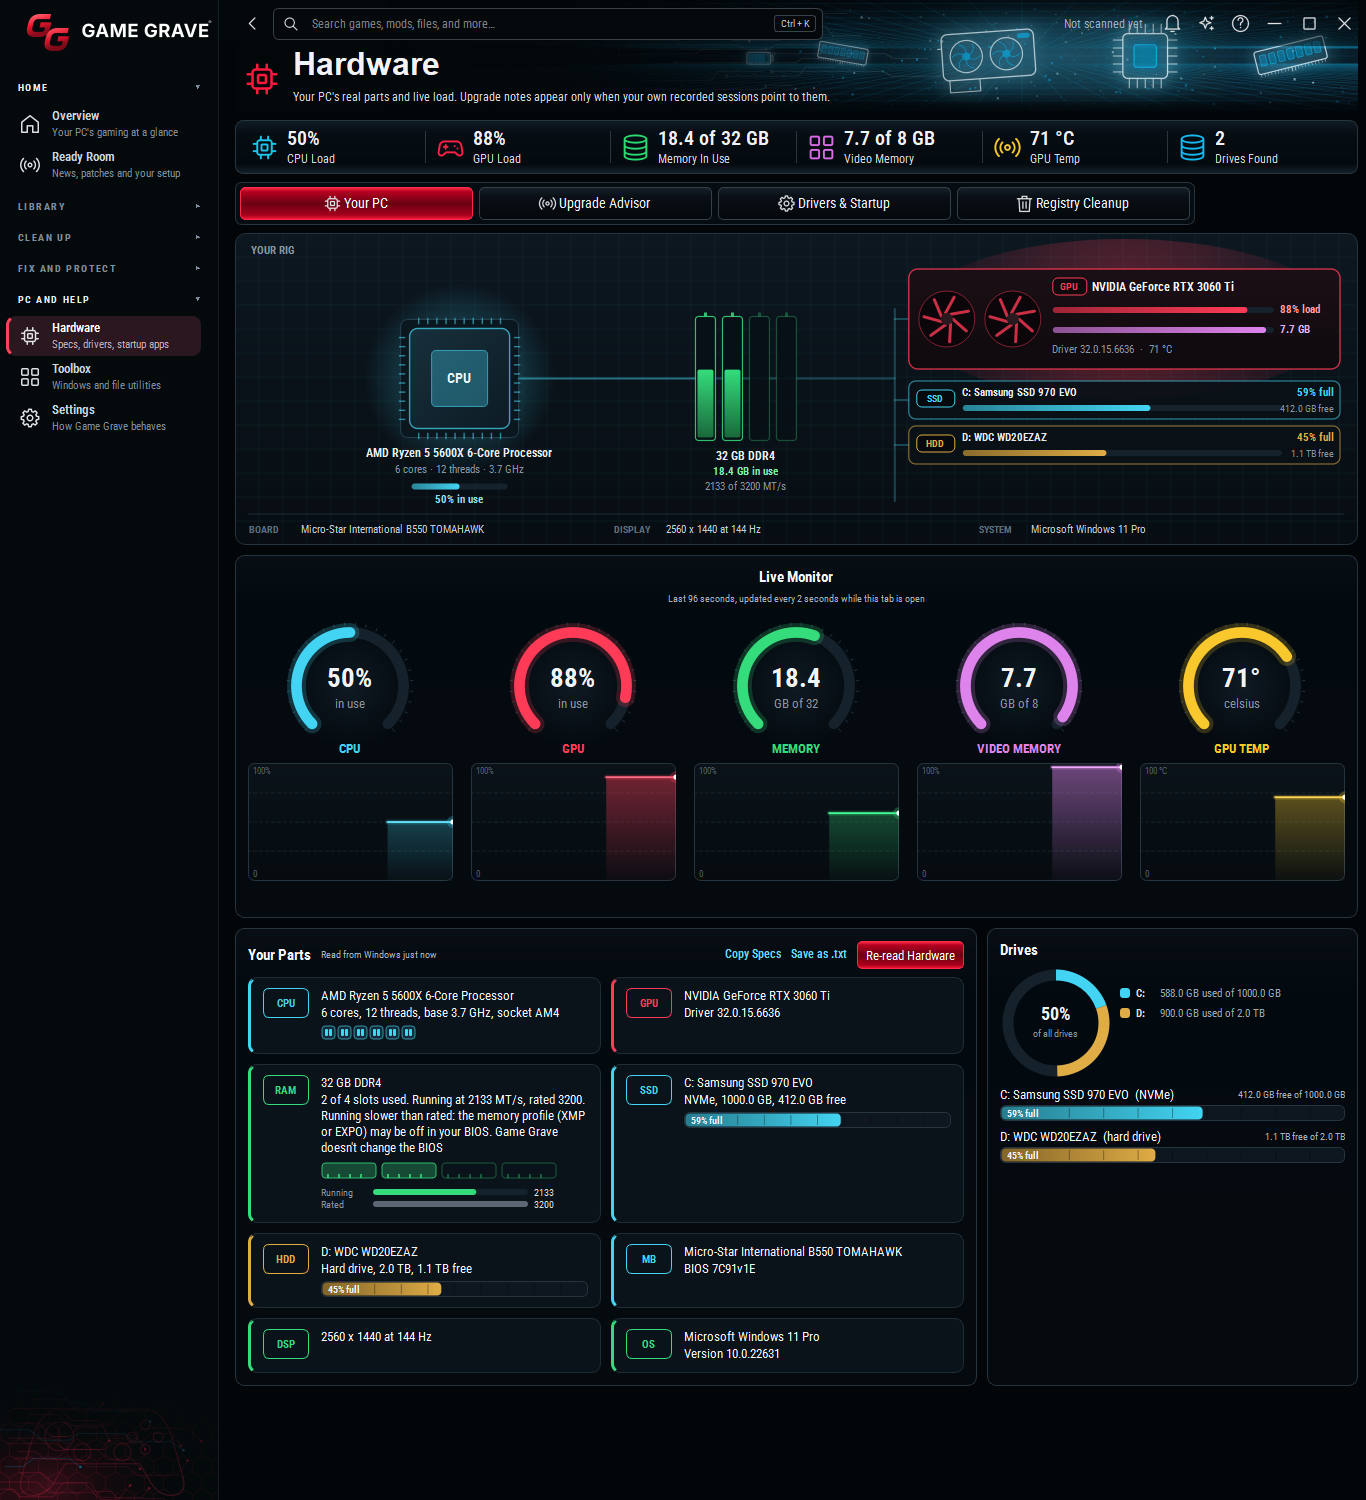 GAME GRAVE
Search games, mods, files, and more...
Ctrl + K
Not scanned yet
Hardware
Your PC's real parts and live load. Upgrade notes appear only when your own recorded sessions point to them.
HOME
Overview
Your PC's gaming at a glance
Ready Room
News, patches and your setup
LIBRARY
CLEAN UP
FIX AND PROTECT
PC AND HELP
Hardware
Specs, drivers, startup apps
Toolbox
Windows and file utilities
Settings
How Game Grave behaves
50%
CPU Load
88%
GPU Load
18.4 of 32 GB
Memory In Use
7.7 of 8 GB
Video Memory
71 °C
GPU Temp
2
Drives Found
Your PC
Upgrade Advisor
Drivers & Startup
Registry Cleanup
YOUR RIG
CPU
AMD Ryzen 5 5600X 6-Core Processor
6 cores · 12 threads · 3.7 GHz
50% in use
32 GB DDR4
18.4 GB in use
2133 of 3200 MT/s
GPU NVIDIA GeForce RTX 3060 Ti
88% load
7.7 GB
Driver 32.0.15.6636 · 71 °C
SSD
C: Samsung SSD 970 EVO
59% full
412.0 GB free
HDD
D: WDC WD20EZAZ
45% full
1.1 TB free
BOARD Micro-Star International B550 TOMAHAWK
DISPLAY 2560 x 1440 at 144 Hz
SYSTEM Microsoft Windows 11 Pro
Live Monitor
Last 96 seconds, updated every 2 seconds while this tab is open
50%
in use
CPU
100%
0
88%
in use
GPU
100%
0
18.4
GB of 32
MEMORY
100%
0
7.7
GB of 8
VIDEO MEMORY
100%
0
71°
celsius
GPU TEMP
100 °C
0
Your Parts
Read from Windows just now
Copy Specs
Save as .txt
Re-read Hardware
CPU
AMD Ryzen 5 5600X 6-Core Processor
6 cores, 12 threads, base 3.7 GHz, socket AM4
GPU
NVIDIA GeForce RTX 3060 Ti
Driver 32.0.15.6636
RAM
32 GB DDR4
2 of 4 slots used. Running at 2133 MT/s, rated 3200.
Running slower than rated: the memory profile (XMP
or EXPO) may be off in your BIOS. Game Grave
doesn't change the BIOS
Running 2133
Rated 3200
SSD
C: Samsung SSD 970 EVO
NVMe, 1000.0 GB, 412.0 GB free
59% full
HDD
D: WDC WD20EZAZ
Hard drive, 2.0 TB, 1.1 TB free
45% full
MB
Micro-Star International B550 TOMAHAWK
BIOS 7C91v1E
DSP
2560 x 1440 at 144 Hz
OS
Microsoft Windows 11 Pro
Version 10.0.22631
Drives
50%
of all drives
C: 588.0 GB used of 1000.0 GB
D: 900.0 GB used of 2.0 TB
C: Samsung SSD 970 EVO (NVMe)
412.0 GB free of 1000.0 GB
59% full
D: WDC WD20EZAZ (hard drive)
1.1 TB free of 2.0 TB
45% full